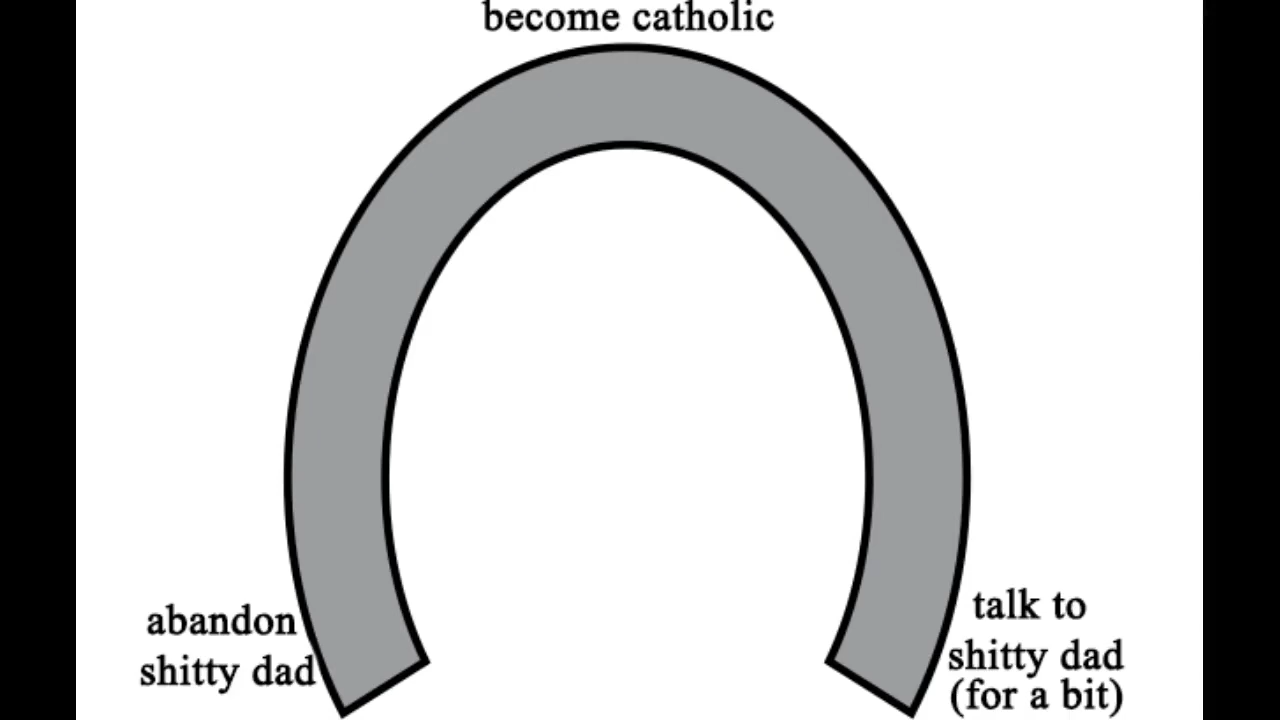 become catholic
abandon
shitty dad
talk to
shitty dad
(for a bit)